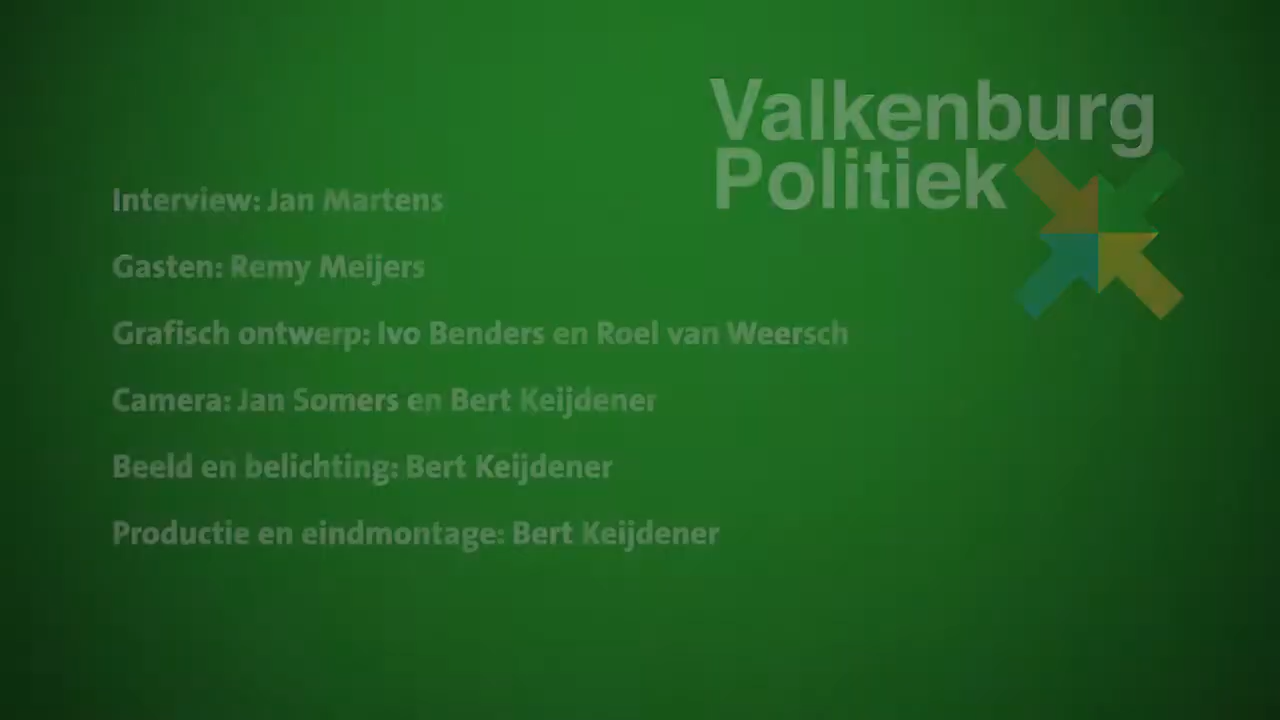 Valkenburg
Politiek
Interview: Jan Martens
Gasten: Remy Meijers
Grafisch ontwerp: Ivo Benders en Roel van Weersch
Camera: Jan Somers en Bert Keijdener
Beeld en belichting: Bert Keijdener
Productie en eindmontage: Bert Keijdener